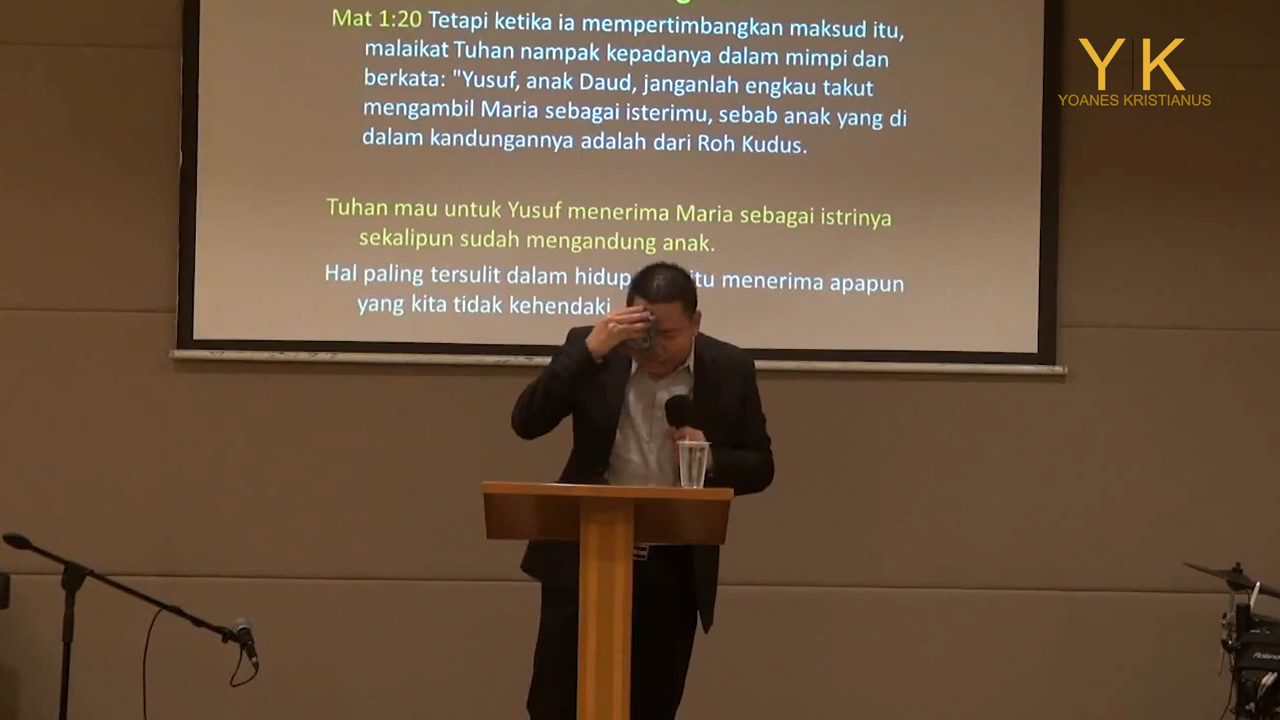 Mat 1:20 Tetapi ketika ia mempertimbangkan maksud itu,
malaikat Tuhan nampak kepadanya dalam mimpi dan
berkata: "Yusuf, anak Daud, janganlah engkau takut
mengambil Maria sebagai isterimu, sebab anak yang di
dalam kandungannya adalah dari Roh Kudus.
Tuhan mau untuk Yusuf menerima Maria sebagai istrinya
sekalipun sudah mengandung anak.
Hal paling tersulit dalam hidup itu menerima apapun
yang kita tidak kehendaki
YK
YOANES KRISTIANUS
Roland